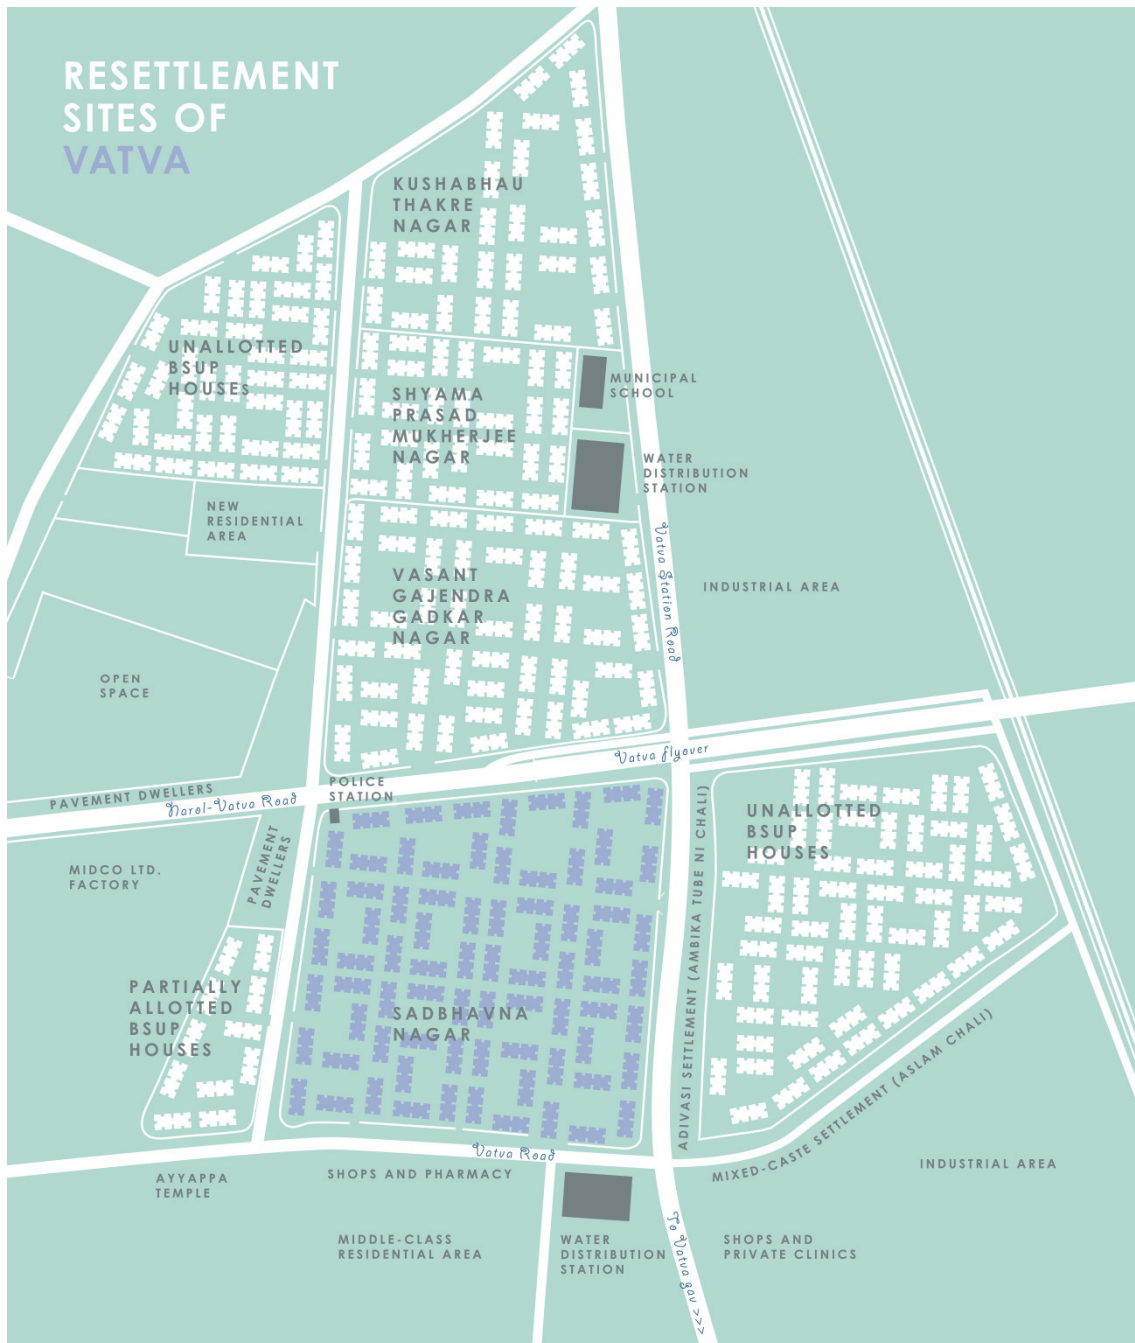 RESETTLEMENT
SITES OF
VATVA
KUSHABHAU
THAKRE
NAGAR
UNALLOTTED
BSUP
HOUSES
SHYAMA
PRASAD
MUKHERJEE
NAGAR
MUNICIPAL
SCHOOL
WATER
DISTRIBUTION
STATION
NEW
RESIDENTIAL
AREA
Vatva Station Road
VASANT
GAJENDRA
GADKAR
NAGAR
INDUSTRIAL AREA
OPEN
SPACE
Vatva flyover
PAVEMENT DWELLERS
Narol-Vatva Road
POLICE
STATION
UNALLOTTED
BSUP
HOUSES
MIDCO LTD.
FACTORY
PAVEMENT
DWELLERS
ADIVASI SETTLEMENT (AMBIKA TUBE NI CHALI)
PARTIALLY
ALLOTTED
BSUP
HOUSES
SADBHAVNA
NAGAR
MIXED-CASTE SETTLEMENT (ASLAM CHALI)
Vatva Road
AYYAPPA
TEMPLE
SHOPS AND PHARMACY
INDUSTRIAL AREA
MIDDLE-CLASS
RESIDENTIAL AREA
WATER
DISTRIBUTION
STATION
To Vatva gav >>>
SHOPS AND
PRIVATE CLINICS